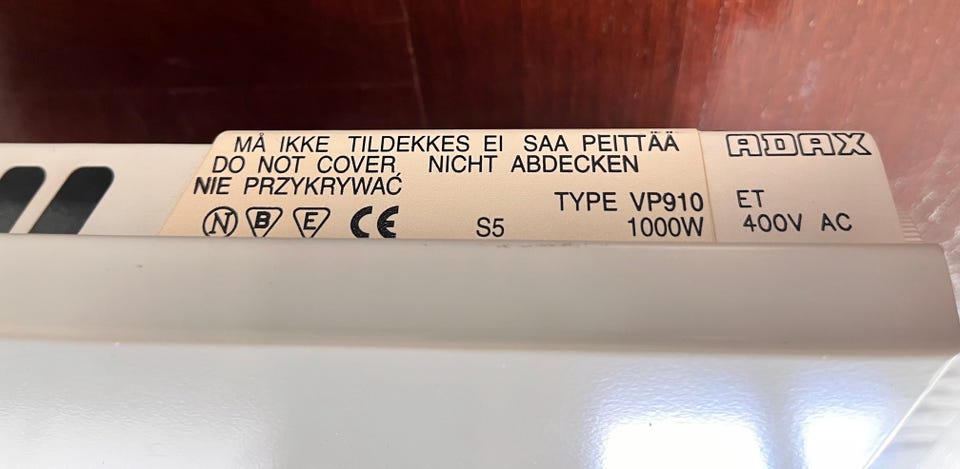 MÅ IKKE TILDEKKES EI SAA PEITTÄÄ
DO NOT COVER, NICHT ABDECKEN
NIE PRZYKRYWAĆ
N B E CE S5
TYPE VP910
1000W
ADAX
ET
400V AC